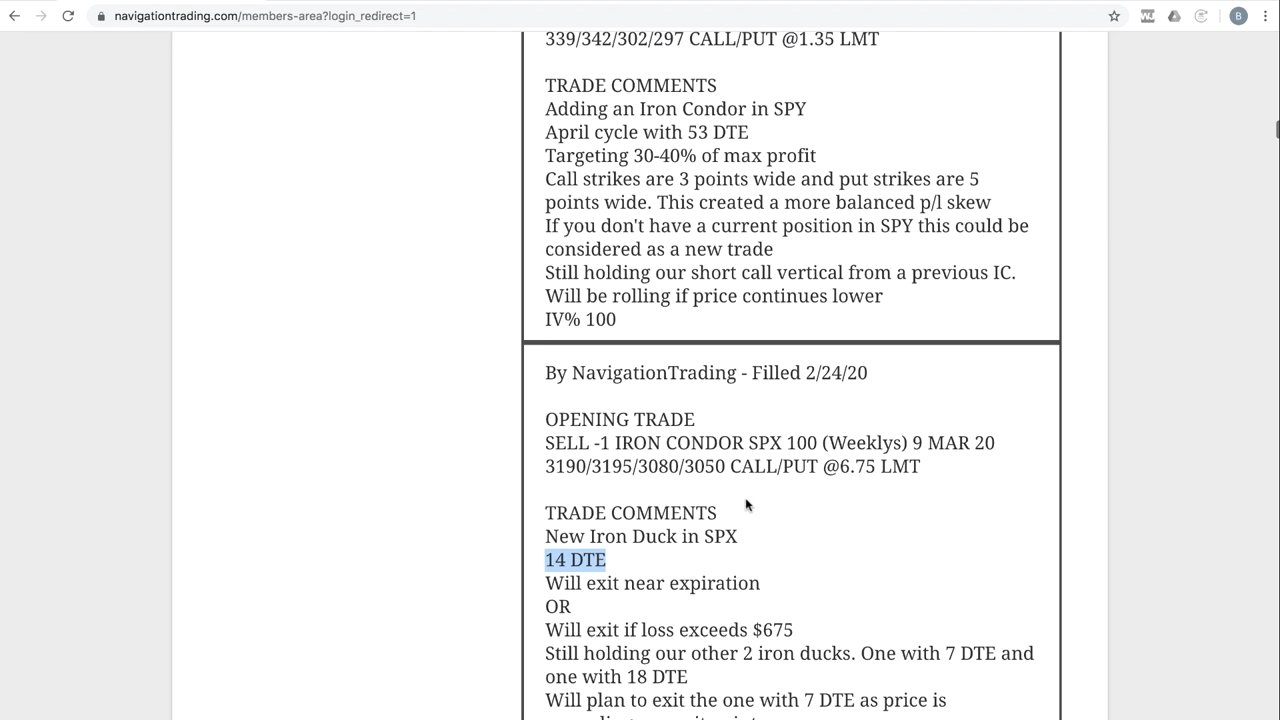 navigationtrading.com/members-area?login_redirect=1
WJ
B
339/342/302/297 CALL/PUT @1.35 LMT
TRADE COMMENTS
Adding an Iron Condor in SPY
April cycle with 53 DTE
Targeting 30-40% of max profit
Call strikes are 3 points wide and put strikes are 5
points wide. This created a more balanced p/l skew
If you don't have a current position in SPY this could be
considered as a new trade
Still holding our short call vertical from a previous IC.
Will be rolling if price continues lower
IV% 100
By NavigationTrading - Filled 2/24/20
OPENING TRADE
SELL -1 IRON CONDOR SPX 100 (Weeklys) 9 MAR 20
3190/3195/3080/3050 CALL/PUT @6.75 LMT
TRADE COMMENTS
New Iron Duck in SPX
14 DTE
Will exit near expiration
OR
Will exit if loss exceeds $675
Still holding our other 2 iron ducks. One with 7 DTE and
one with 18 DTE
Will plan to exit the one with 7 DTE as price is